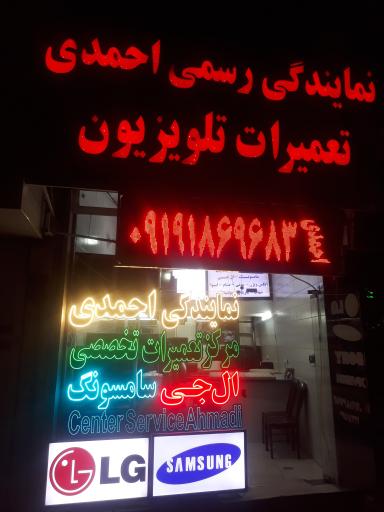 نمایندگی رسمی احمدی
تعمیرات تلویزیون
۰۹۱۹۱۸۶۹۶۸۳
نمایندگی احمدی
مرکز تعمیرات تخصصی
ال جی سامسونگ
Center Service Ahmadi
LG
SAMSUNG